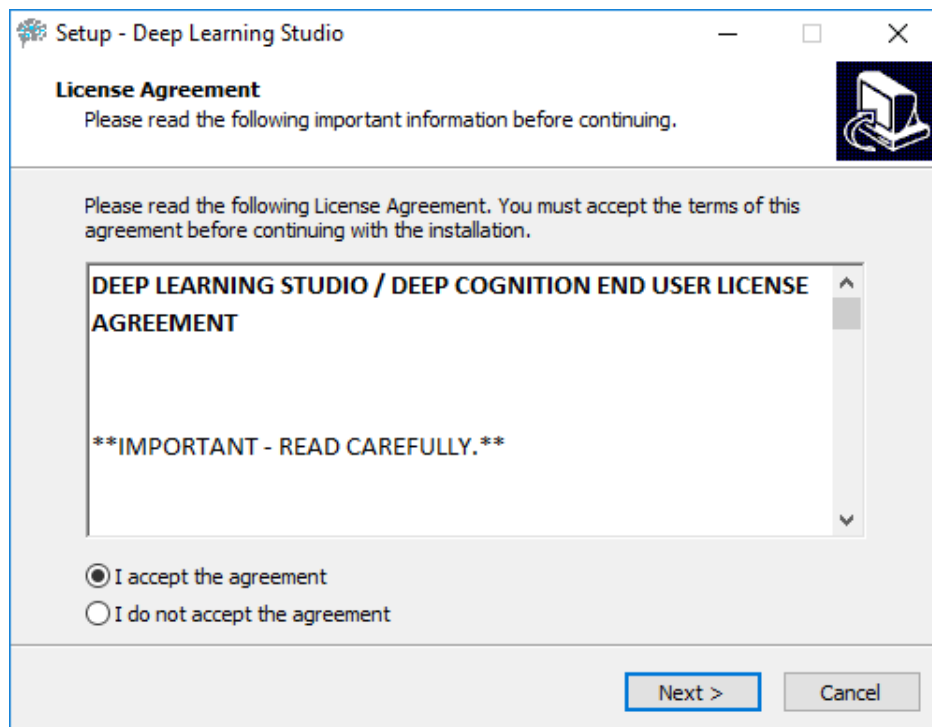 Setup - Deep Learning Studio
License Agreement
Please read the following important information before continuing.
Please read the following License Agreement. You must accept the terms of this
agreement before continuing with the installation.
DEEP LEARNING STUDIO / DEEP COGNITION END USER LICENSE
AGREEMENT
**IMPORTANT - READ CAREFULLY.**
I accept the agreement
I do not accept the agreement
Next >
Cancel